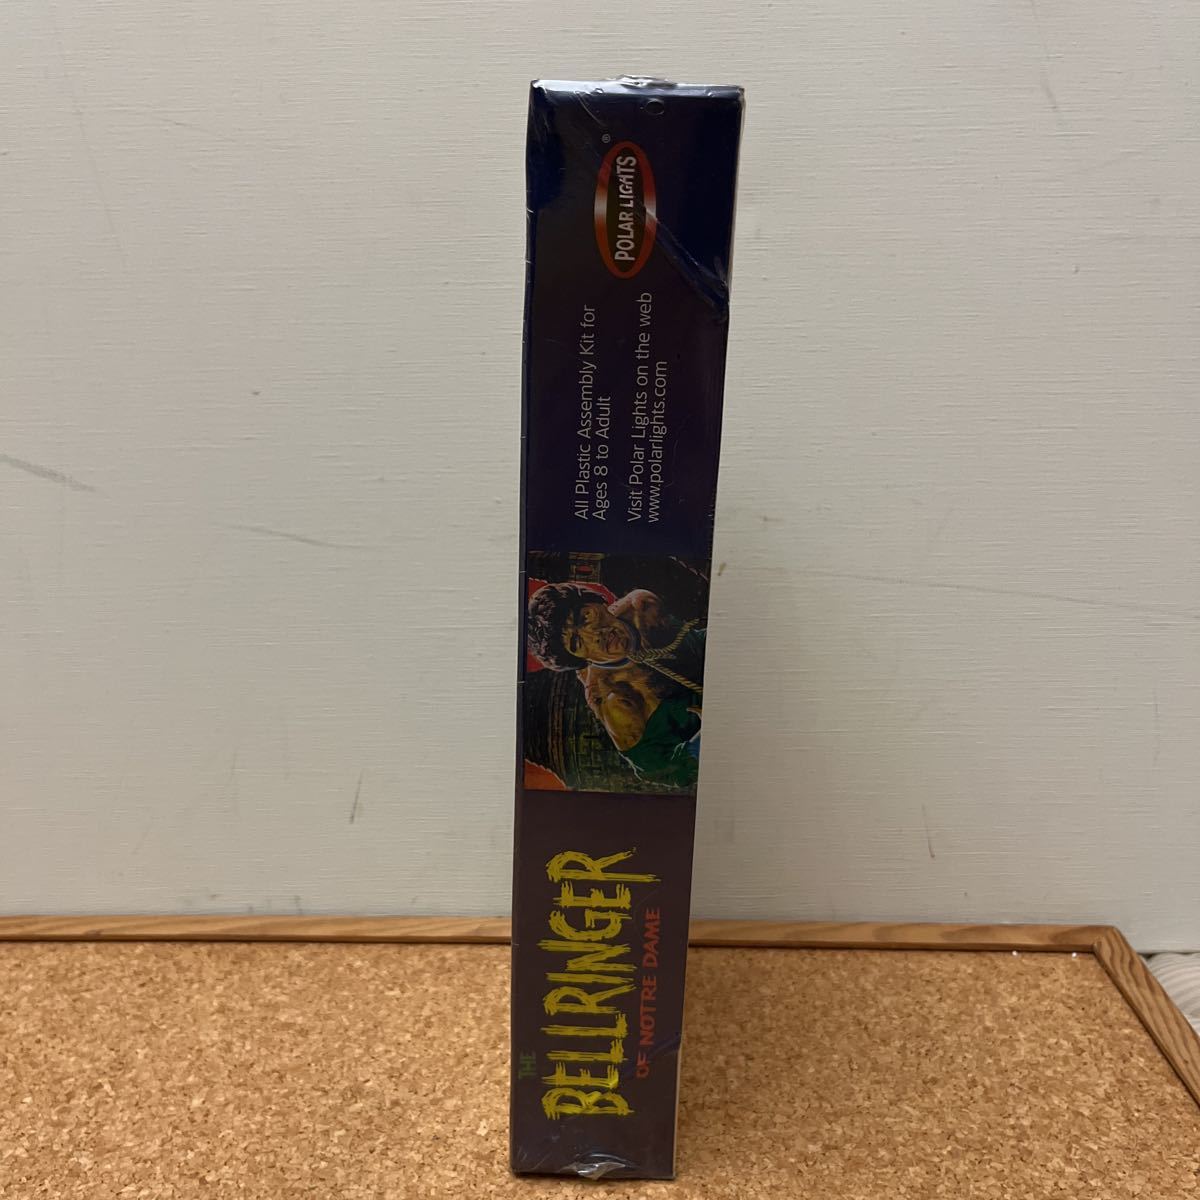 THE
BELLRINGER™
OF NOTRE DAME
All Plastic Assembly Kit for
Ages 8 to Adult
Visit Polar Lights on the web
www.polarlights.com
POLAR LIGHTS®